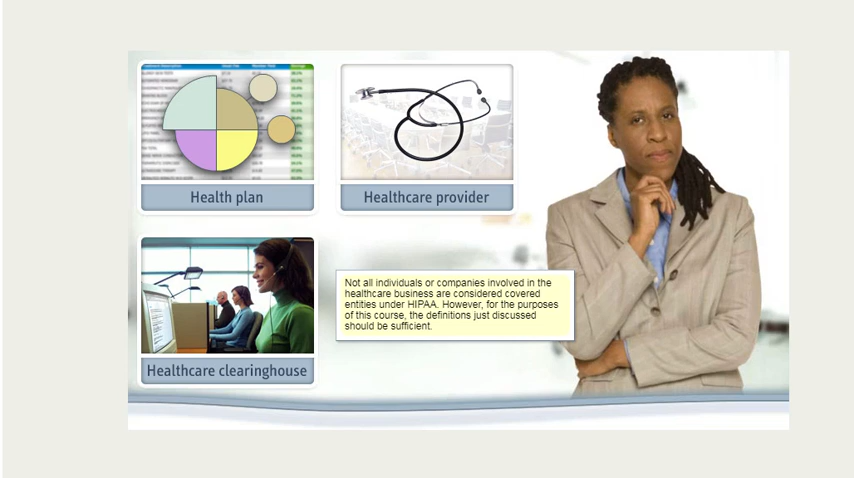 Health plan
Healthcare provider
Not all individuals or companies involved in the
healthcare business are considered covered
entities under HIPAA. However, for the purposes
of this course, the definitions just discussed
should be sufficient.
Healthcare clearinghouse